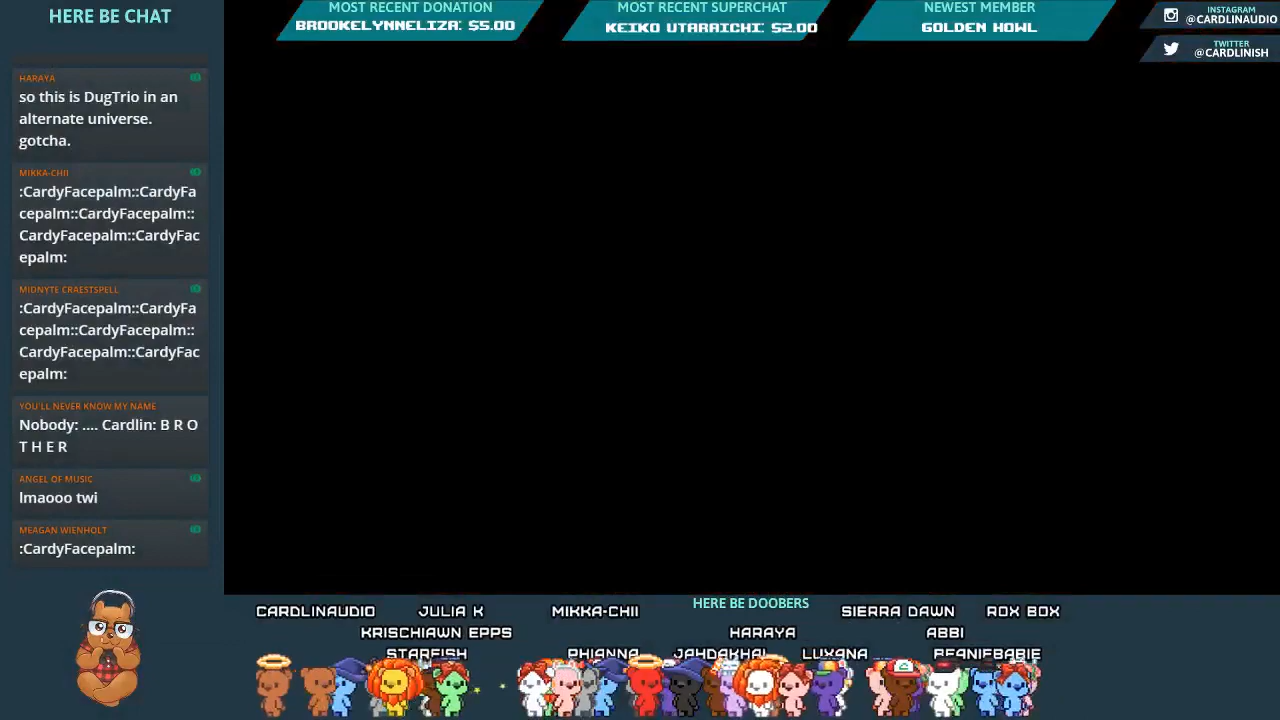 HERE BE CHAT
MOST RECENT DONATION
BROOKELYNNELIZA: $5.00
MOST RECENT SUPERCHAT
KEIKO UTARAICHI: $2.00
NEWEST MEMBER
GOLDEN HOWL
INSTAGRAM
@CARDLINAUDIO
TWITTER
@CARDLINISH
HARAYA
so this is DugTrio in an
alternate universe.
gotcha.
MIKKA-CHII
:CardyFacepalm::CardyFa
cepalm::CardyFacepalm::
CardyFacepalm::CardyFac
epalm:
MIDNYTE CRAESTSPELL
:CardyFacepalm::CardyFa
cepalm::CardyFacepalm::
CardyFacepalm::CardyFac
epalm:
YOU'LL NEVER KNOW MY NAME
Nobody: .... Cardlin: B R O
T H E R
ANGEL OF MUSIC
lmaooo twi
MEAGAN WIENHOLT
:CardyFacepalm:
HERE BE DOOBERS
CARDLINAUDIO JULIA K MIKKA-CHII SIERRA DAWN ROX BOX
KRISCHIAWN EPPS HARAYA ABBI
STARFISH PHIANNA JAHDAKHAI LUXANA BEANIEBABIE